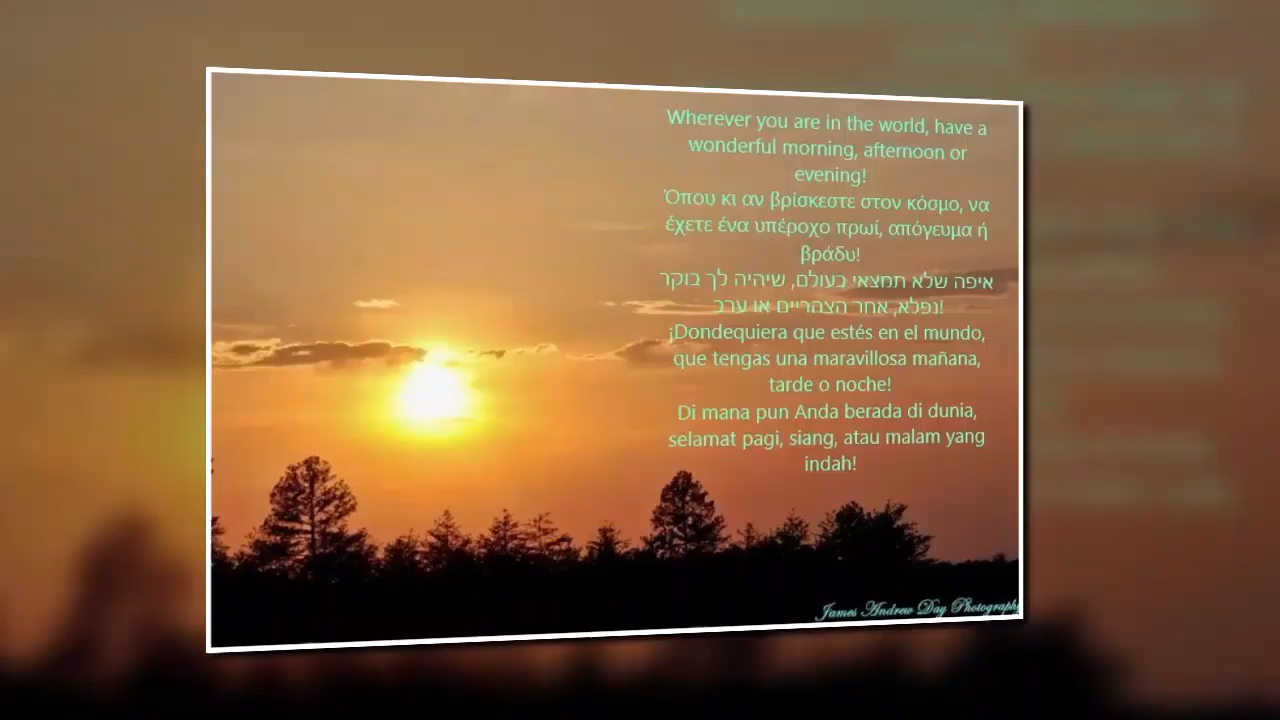 Wherever you are in the world, have a
wonderful morning, afternoon or
evening!
Όπου κι αν βρίσκεστε στον κόσμο, να
έχετε ένα υπέροχο πρωί, απόγευμα ή
βράδυ!
איפה שלא תמצאי בעולם, שיהיה לך בוקר
נפלא, אחר הצהריים או ערב!
¡Dondequiera que estés en el mundo,
que tengas una maravillosa mañana,
tarde o noche!
Di mana pun Anda berada di dunia,
selamat pagi, siang, atau malam yang
indah!
James Andrew Day Photography